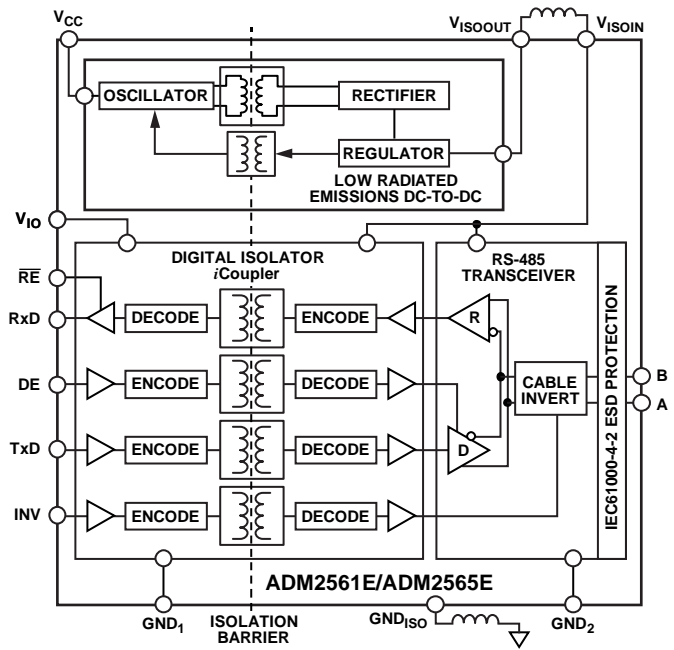 VCC
VISOOUT
VISOIN
OSCILLATOR
RECTIFIER
REGULATOR
LOW RADIATED
EMISSIONS DC-TO-DC
VIO
DIGITAL ISOLATOR
iCoupler
RS-485
TRANSCEIVER
RE
RxD
DECODE
ENCODE
R
DE
ENCODE
DECODE
CABLE
INVERT
B
A
IEC61000-4-2 ESD PROTECTION
TxD
ENCODE
DECODE
D
INV
ENCODE
DECODE
ADM2561E/ADM2565E
GND1
ISOLATION
BARRIER
GNDISO
GND2